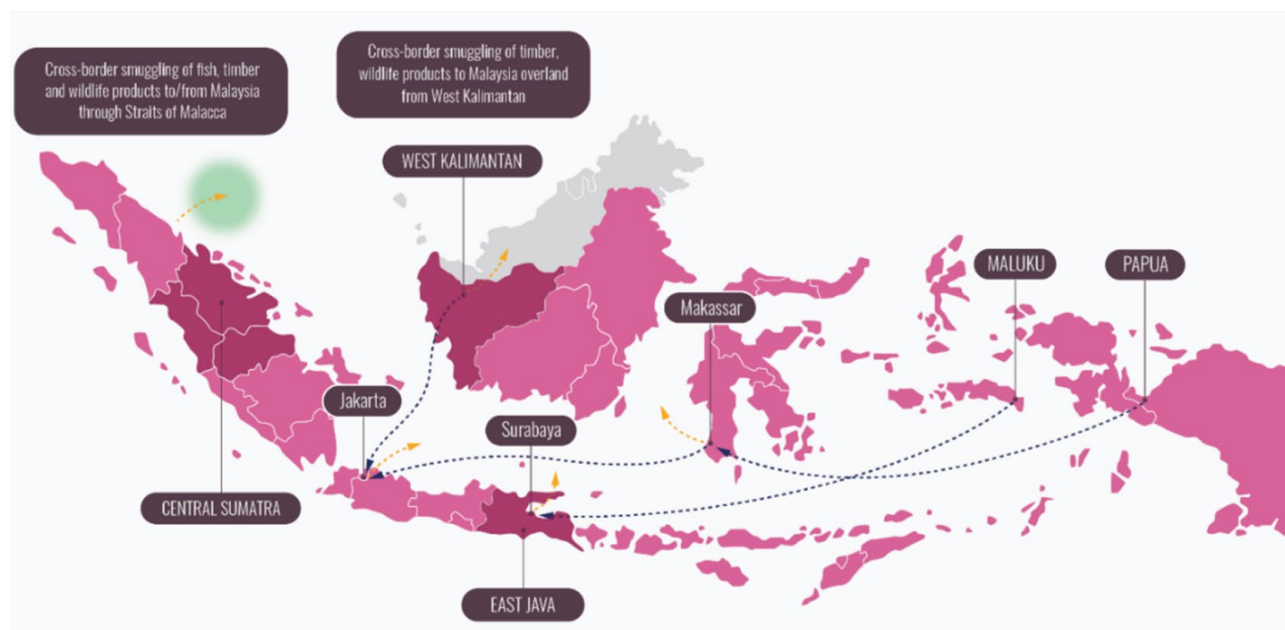 Cross-border smuggling of fish, timber
and wildlife products to/from Malaysia
through Straits of Malacca
Cross-border smuggling of timber,
wildlife products to Malaysia overland
from West Kalimantan
WEST KALIMANTAN
MALUKU
PAPUA
Makassar
Jakarta
Surabaya
CENTRAL SUMATRA
EAST JAVA